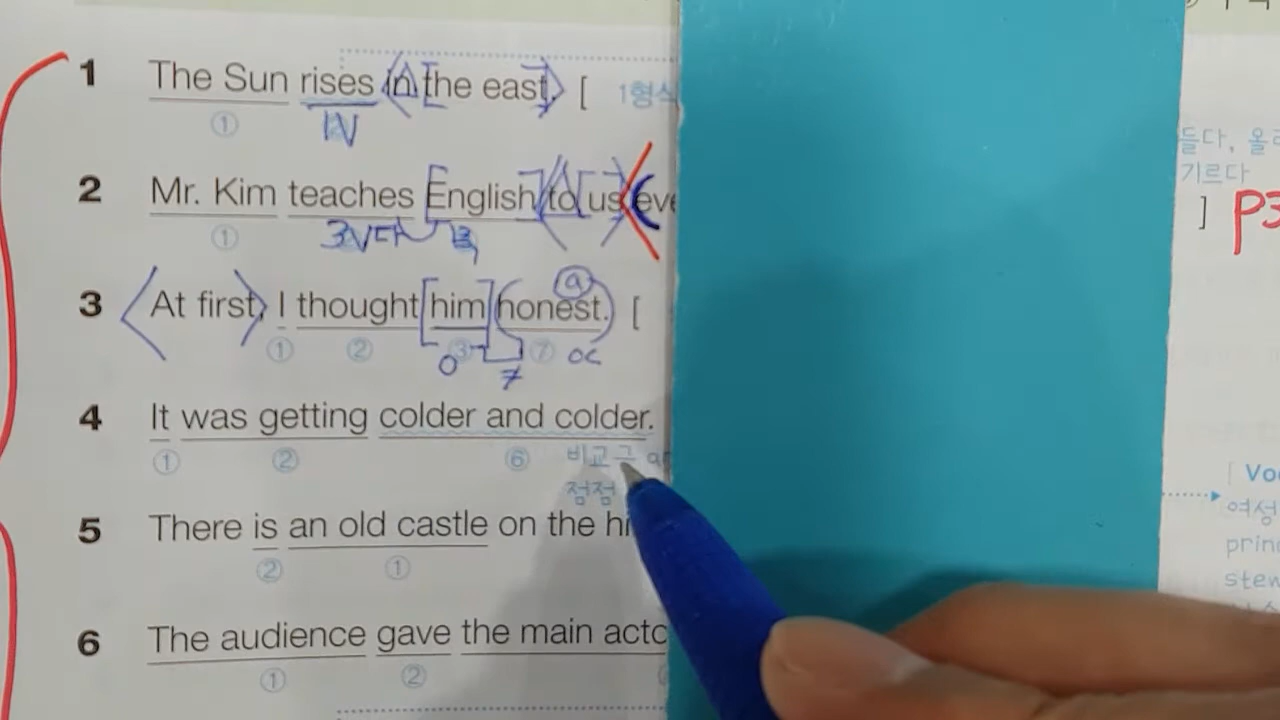 1 The Sun rises in the east. [ 1형식
① ② 1V
들다, 올
기르다
2 Mr. Kim teaches English to us
① 3V다
] P3
3 At first, I thought him honest. [
ⓐ
① ② ③ ⑦ OC
O 7
4 It was getting colder and colder.
① ② ⑥ 비교급
점점
[ Vo
여성
5 There is an old castle on the
② ①
prin
stew
6 The audience gave the main acto
① ②